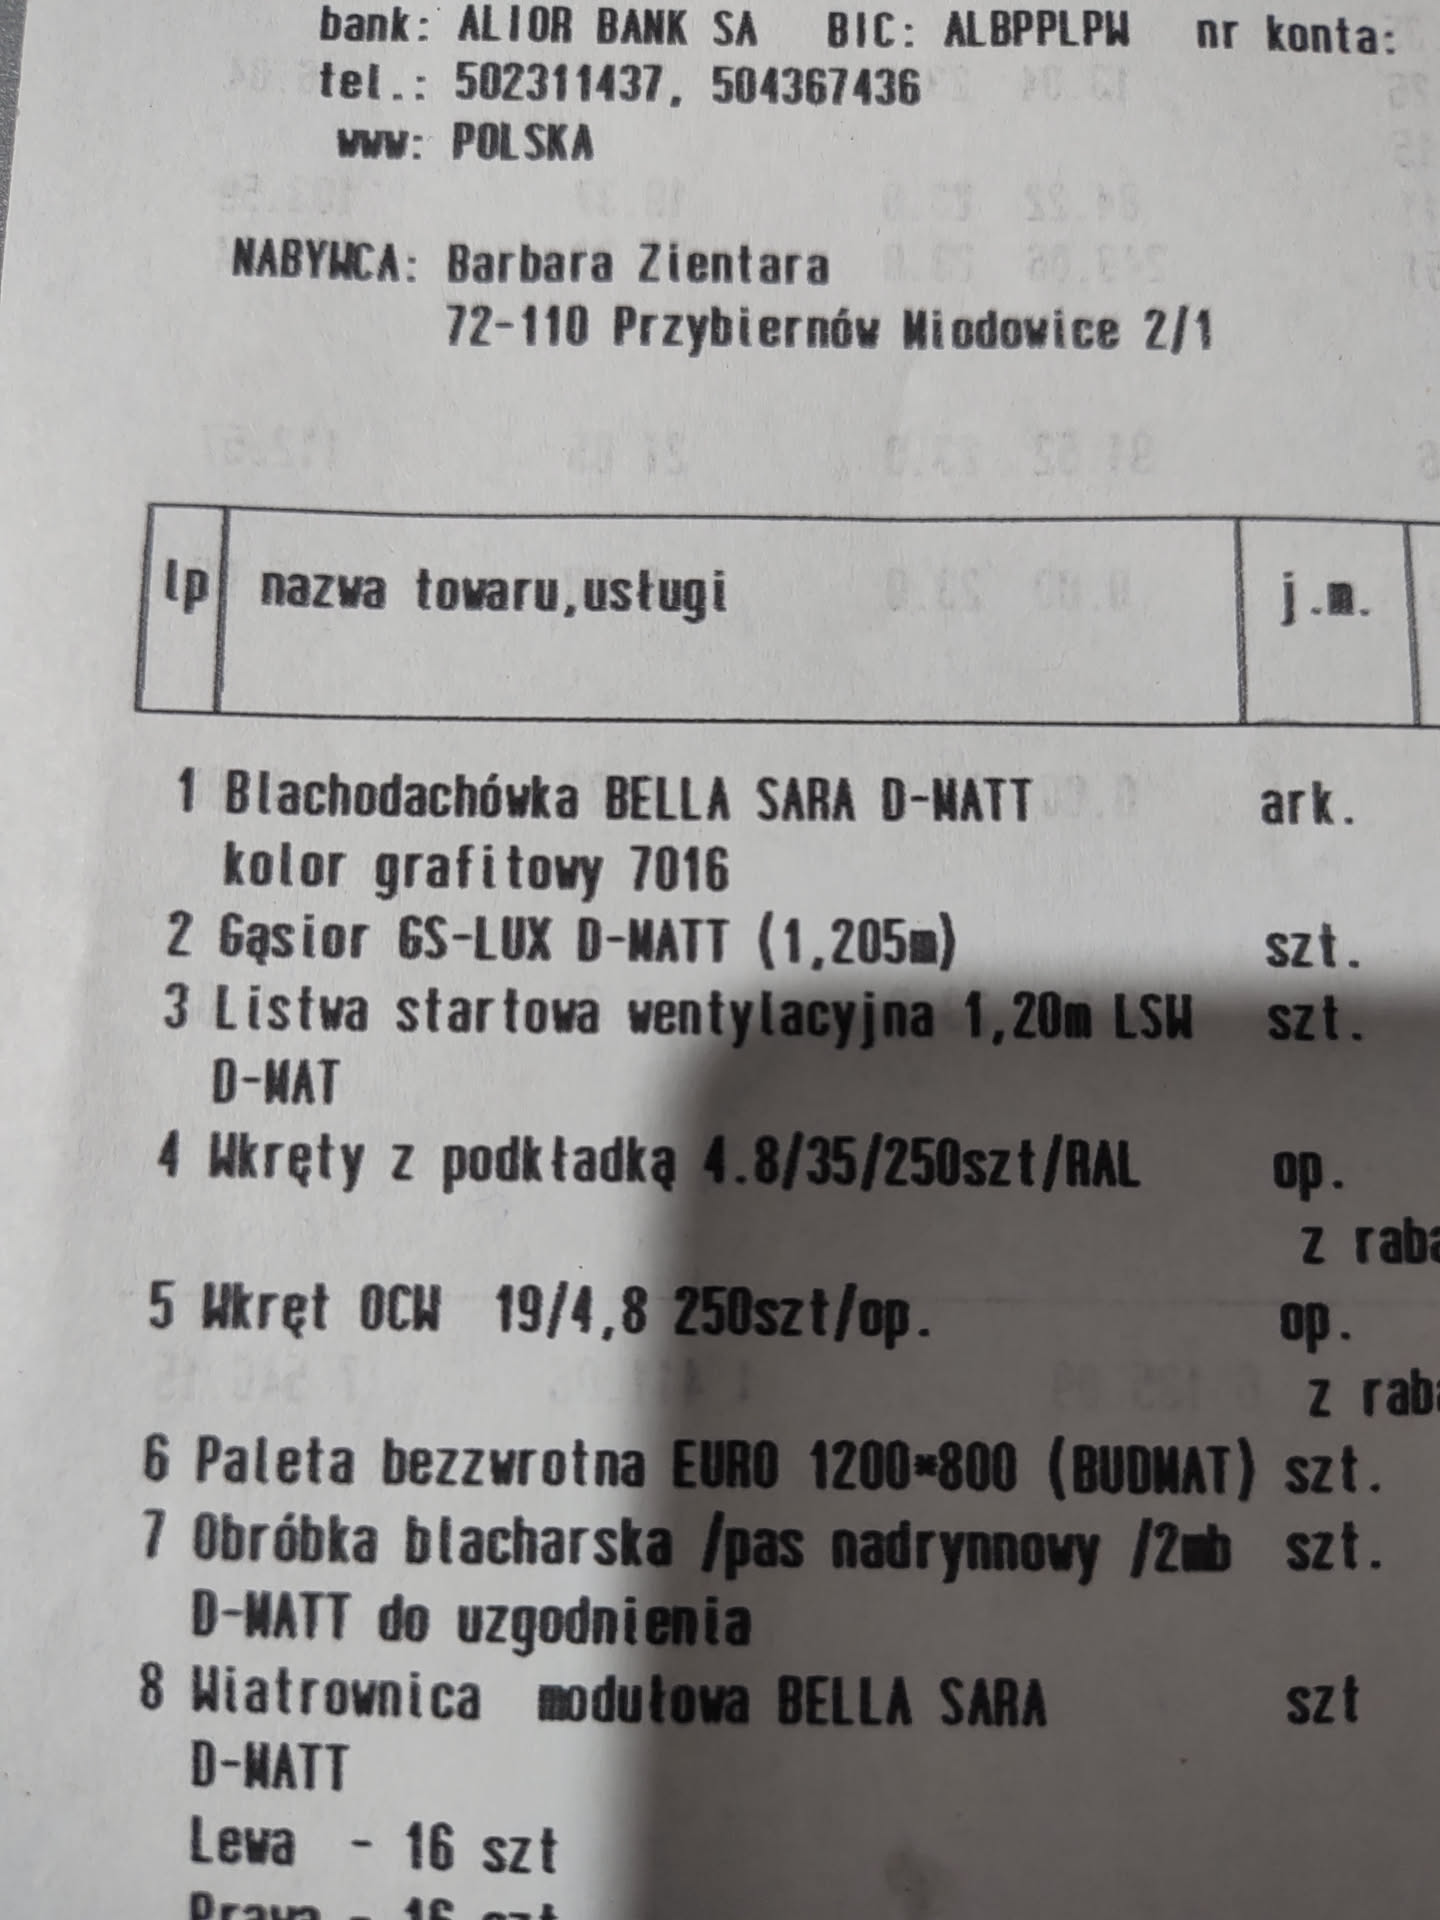 bank: ALIOR BANK SA BIC: ALBPPLPW nr konta:
tel.: 502311437, 504367436
www: POLSKA
NABYWCA: Barbara Zientara
72-110 Przybiernów Miodowice 2/1
lp nazwa towaru,usługi j.m.
1 Blachodachówka BELLA SARA D-MATT ark.
kolor grafitowy 7016
2 Gąsior GS-LUX D-MATT (1,205m) szt.
3 Listwa startowa wentylacyjna 1,20m LSW szt.
D-MAT
4 Wkręty z podkładką 4.8/35/250szt/RAL op.
z raba
5 Wkręt OCW 19/4,8 250szt/op. op.
z raba
6 Paleta bezzwrotna EURO 1200*800 (BUDMAT) szt.
7 Obróbka blacharska /pas nadrynnowy /2mb szt.
D-MATT do uzgodnienia
8 Wiatrownica modułowa BELLA SARA szt
D-MATT
Lewa - 16 szt
Prawa - 16 szt